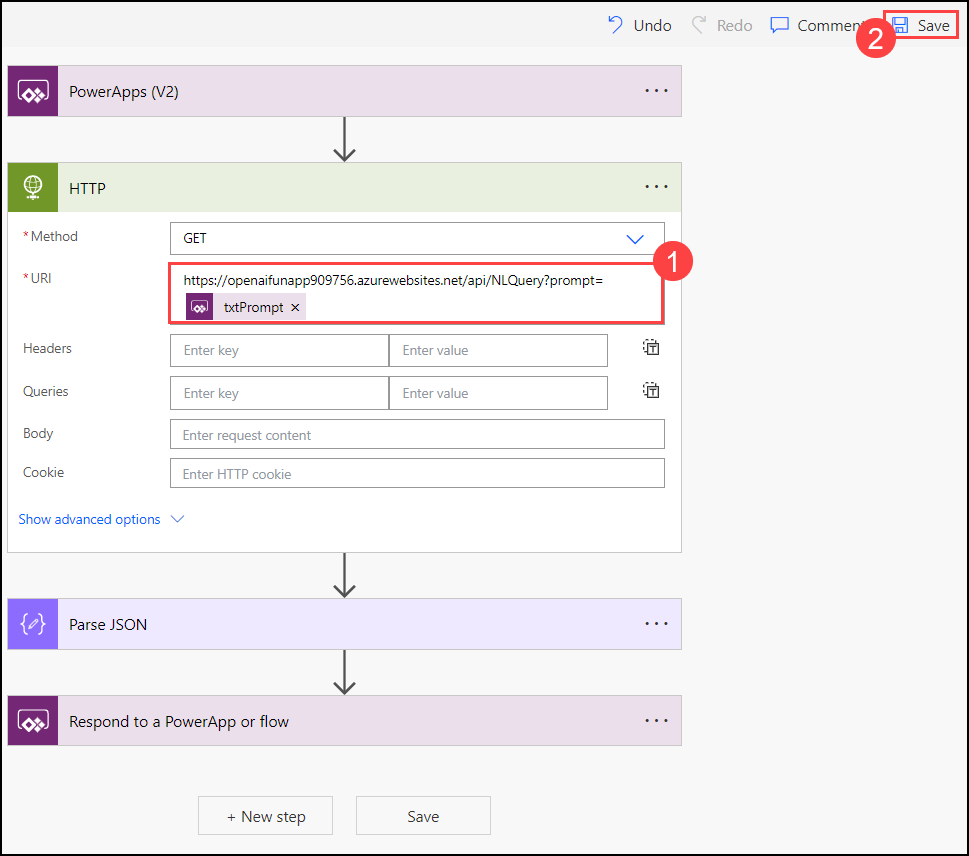 Undo
Redo
Comment
2
Save
PowerApps (V2)
...
HTTP
...
* Method
GET
1
* URI
https://openaifunapp909756.azurewebsites.net/api/NLQuery?prompt=
txtPrompt ×
Headers
Enter key
Enter value
Queries
Enter key
Enter value
Body
Enter request content
Cookie
Enter HTTP cookie
Show advanced options
Parse JSON
...
Respond to a PowerApp or flow
...
+ New step
Save